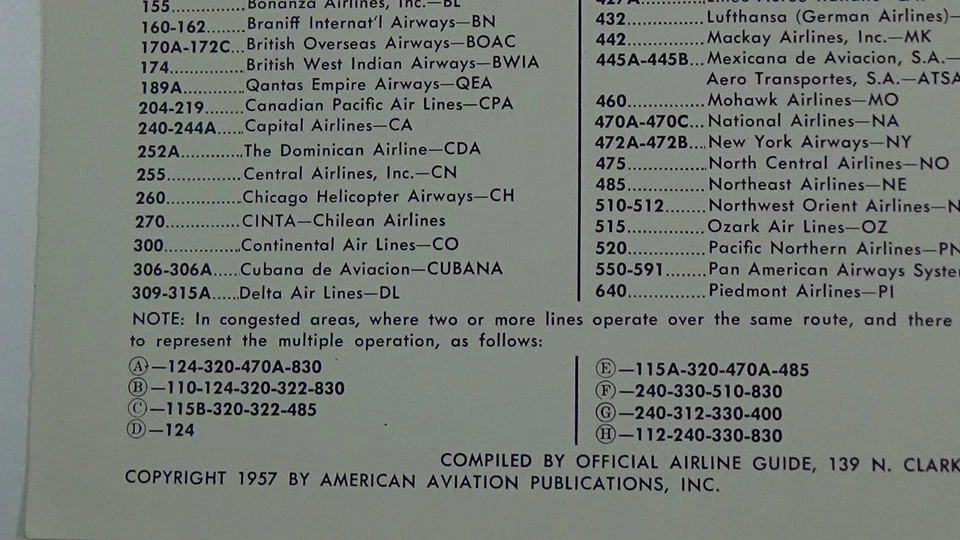 155..............Bonanza Airlines, Inc.—BL
160-162........Braniff Internat'l Airways—BN
170A-172C...British Overseas Airways—BOAC
174..............British West Indian Airways—BWIA
189A............Qantas Empire Airways—QEA
204-219........Canadian Pacific Air Lines—CPA
240-244A.....Capital Airlines—CA
252A............The Dominican Airline—CDA
255..............Central Airlines, Inc.—CN
260..............Chicago Helicopter Airways—CH
270..............CINTA—Chilean Airlines
300..............Continental Air Lines—CO
306-306A.....Cubana de Aviacion—CUBANA
309-315A.....Delta Air Lines—DL
432..............Lufthansa (German Airlines)—
442..............Mackay Airlines, Inc.—MK
445A-445B...Mexicana de Aviacion, S.A.—
Aero Transportes, S.A.—ATSA
460..............Mohawk Airlines—MO
470A-470C...National Airlines—NA
472A-472B....New York Airways—NY
475..............North Central Airlines—NO
485..............Northeast Airlines—NE
510-512........Northwest Orient Airlines—N
515..............Ozark Air Lines—OZ
520..............Pacific Northern Airlines—PN
550-591........Pan American Airways Syste
640..............Piedmont Airlines—PI
NOTE: In congested areas, where two or more lines operate over the same route, and there
to represent the multiple operation, as follows:
Ⓐ—124-320-470A-830
Ⓑ—110-124-320-322-830
Ⓒ—115B-320-322-485
Ⓓ—124
Ⓔ—115A-320-470A-485
Ⓕ—240-330-510-830
Ⓖ—240-312-330-400
Ⓗ—112-240-330-830
COMPILED BY OFFICIAL AIRLINE GUIDE, 139 N. CLARK
COPYRIGHT 1957 BY AMERICAN AVIATION PUBLICATIONS, INC.